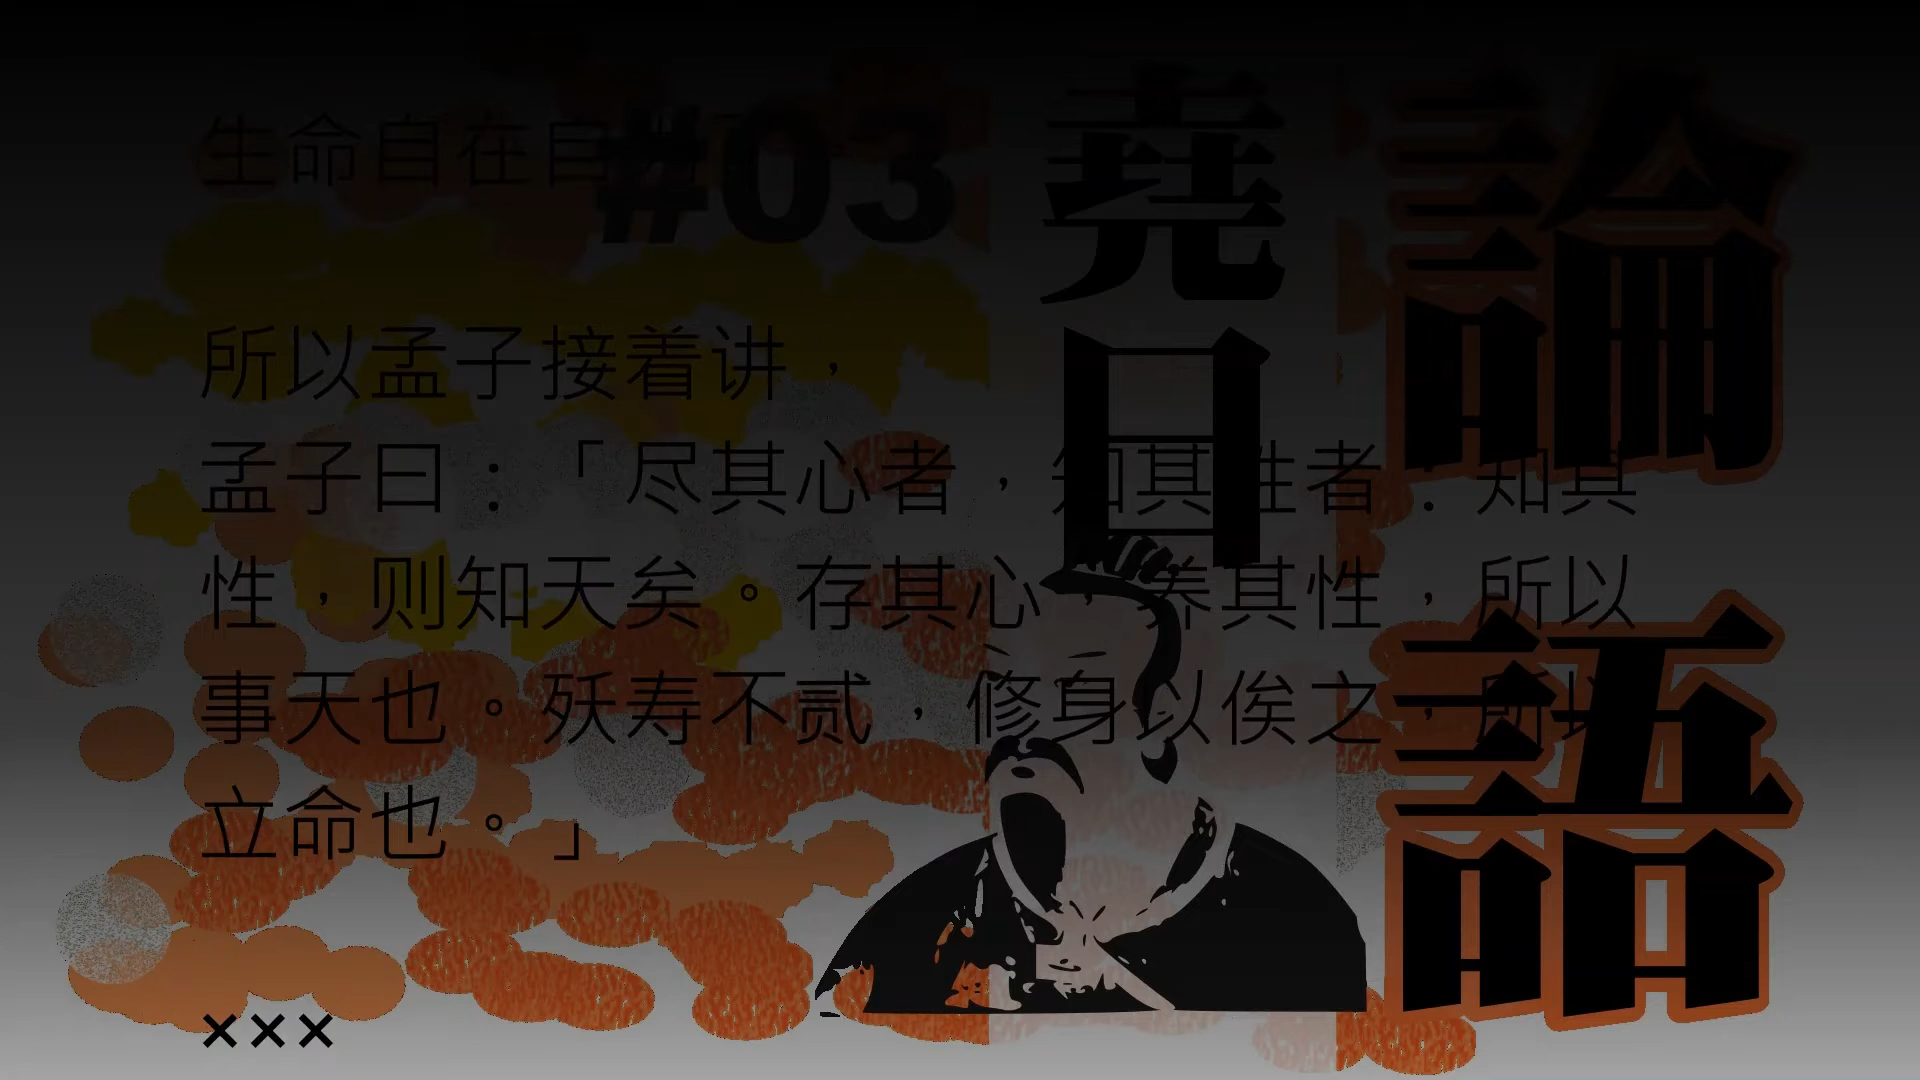 生命自在自
#03
堯曰
論語
所以孟子接着讲，
孟子曰：「尽其心者，知其性者：知其
性，则知天矣。存其心，养其性，所以
事天也。殀寿不贰，修身以俟之，所以
立命也。」
×××